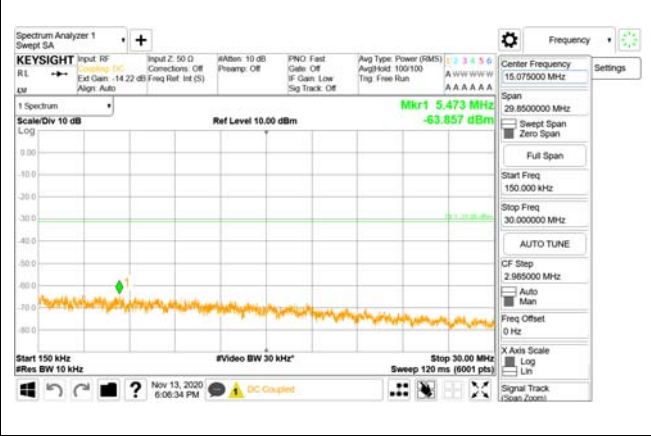 Spectrum Analyzer 1
Swept SA
Frequency
KEYSIGHT
RL
Input: RF
Coupling: DC
Ext Gain: -14.22 dB
Align: Auto
Input Z: 50 Ω
Corrections: Off
Freq Ref: Int (S)
#Atten: 10 dB
Preamp: Off
PNO: Fast
Gate: Off
IF Gain: Low
Sig Track: Off
Avg Type: Power (RMS)
Avg|Hold: 100/100
Trig: Free Run
1 2 3 4 5 6
A W W W W W
A A A A A A
1 Spectrum
Scale/Div 10 dB
Ref Level 10.00 dBm
Mkr1 5.473 MHz
-63.857 dBm
Log
0.00
-10.0
-20.0
-30.0
-40.0
-50.0
-60.0
-70.0
-80.0
1
Start 150 kHz
#Res BW 10 kHz
#Video BW 30 kHz*
Stop 30.00 MHz
Sweep 120 ms (6001 pts)
Nov 13, 2020
6:06:34 PM
DC Coupled
Center Frequency
15.075000 MHz
Settings
Span
29.8500000 MHz
Swept Span
Zero Span
Full Span
Start Freq
150.000 kHz
Stop Freq
30.000000 MHz
AUTO TUNE
CF Step
2.985000 MHz
Auto
Man
Freq Offset
0 Hz
X Axis Scale
Log
Lin
Signal Track
(Span Zoom)